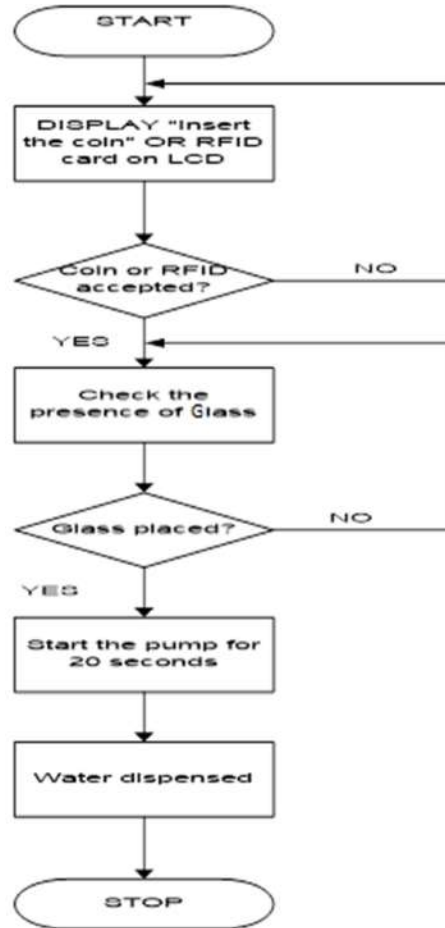 START
DISPLAY "Insert
the coin" OR RFID
card on LCD
Coin or RFID
accepted?
NO
YES
Check the
presence of Glass
Glass placed?
NO
YES
Start the pump for
20 seconds
Water dispensed
STOP